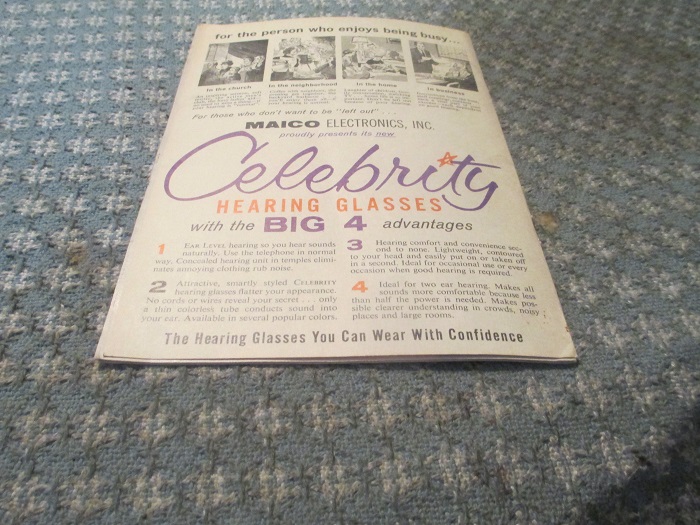 for the person who enjoys being busy...
In the church
In the neighborhood
In the home
In business
For those who don't want to be "left out"
MAICO ELECTRONICS, INC.
proudly presents its new
Celebrity
HEARING GLASSES
with the BIG 4 advantages
1 EAR LEVEL hearing so you hear sounds
naturally. Use the telephone in normal
way. Concealed hearing unit in temples elimi-
nates annoying clothing rub noise.
2 Attractive, smartly styled CELEBRITY
hearing glasses flatter your appearance.
No cords or wires reveal your secret . . . only
a thin colorless tube conducts sound into
your ear. Available in several popular colors.
3 Hearing comfort and convenience sec-
ond to none. Lightweight, contoured
to your head and easily put on or taken off
in a second. Ideal for occasional use or every
occasion when good hearing is required.
4 Ideal for two ear hearing. Makes all
sounds more comfortable because less
than half the power is needed. Makes pos-
sible clearer understanding in crowds, noisy
places and large rooms.
The Hearing Glasses You Can Wear With Confidence